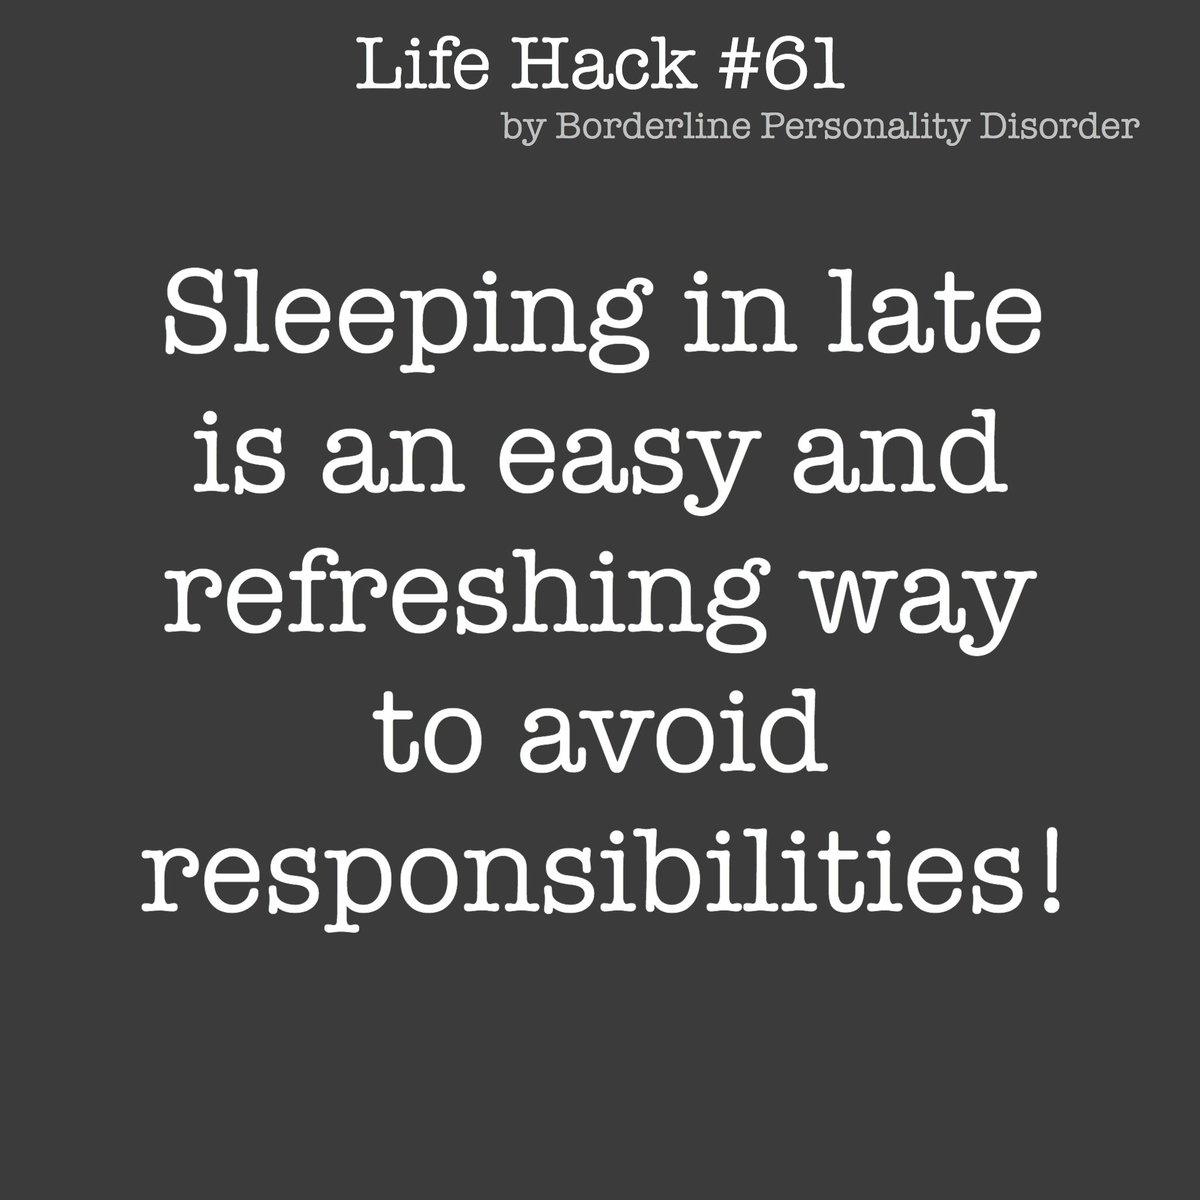 Life Hack #61
by Borderline Personality Disorder
Sleeping in late
is an easy and
refreshing way
to avoid
responsibilities!